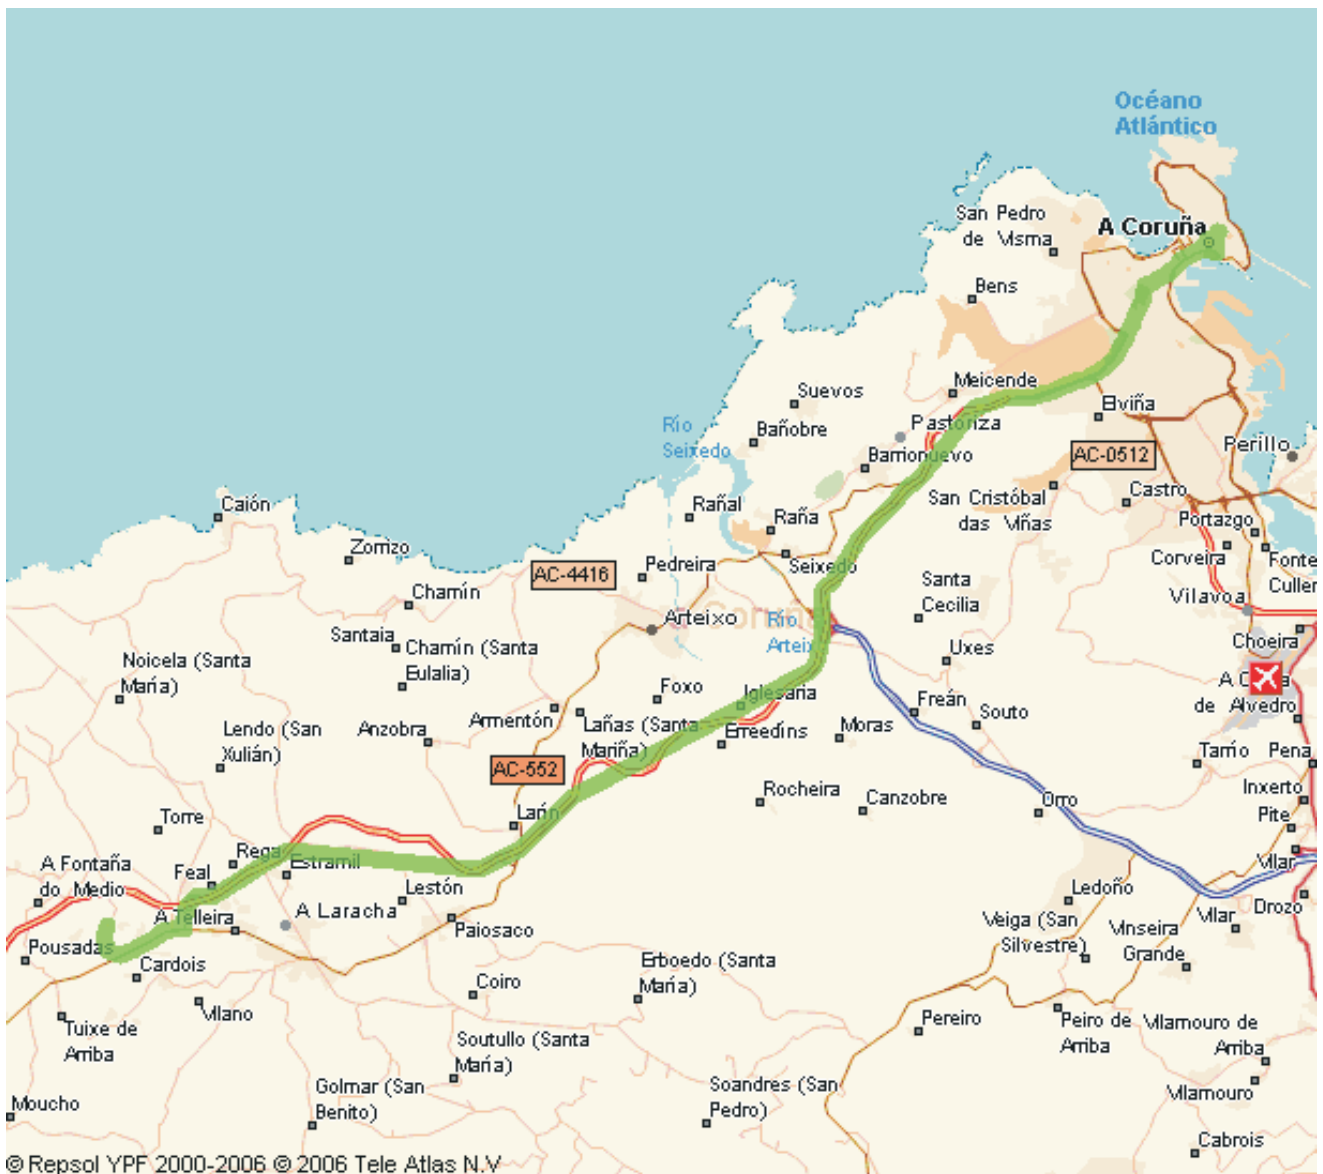 Océano
Atlántico
San Pedro
de Visma
A Coruña
Bens
Meicende
Suevos
Elviña
Pastoriza
Río
Seixedo
Bañobre
AC-0512
Perillo
Barrionuevo
Castro
San Cristóbal
das Viñas
Caión
Rañal
Raña
Portazgo
Corveira
Zorrizo
Seixedo
Fonte
Culler
AC-4416
Pedreira
Santa
Cecilia
Chamín
Vilavoa
Arteixo
Río
Arteix
Santaia
Choeira
Chamín (Santa
Eulalia)
Uxes
Noicela (Santa
María)
Foxo
Iglesaria
de Alvedro
Freán
Souto
Armentón
Lañas (Santa
Mariña)
Lendo (San
Xulián)
Anzobra
Erreedíns
Moras
Tarrío
Pena
AC-552
Rocheira
Canzobre
Orro
Inxerto
Pite
Larín
Torre
Rega
Estramil
Vilar
A Fontaña
do Medio
Feal
Lestón
Ledoño
Drozo
A Laracha
A Telleira
Paiosaco
Veiga (San
Silvestre)
Vilar
Vinseira
Grande
Pousadas
Cardois
Erboedo (Santa
María)
Coiro
Vilano
Tuixe de
Arriba
Pereiro
Peiro de
Arriba
Vilamouro de
Arriba
Soutullo (Santa
María)
Golmar (San
Benito)
Soandres (San
Pedro)
Vilamouro
Moucho
Cabrois
© Repsol YPF 2000-2006 © 2006 Tele Atlas N.V